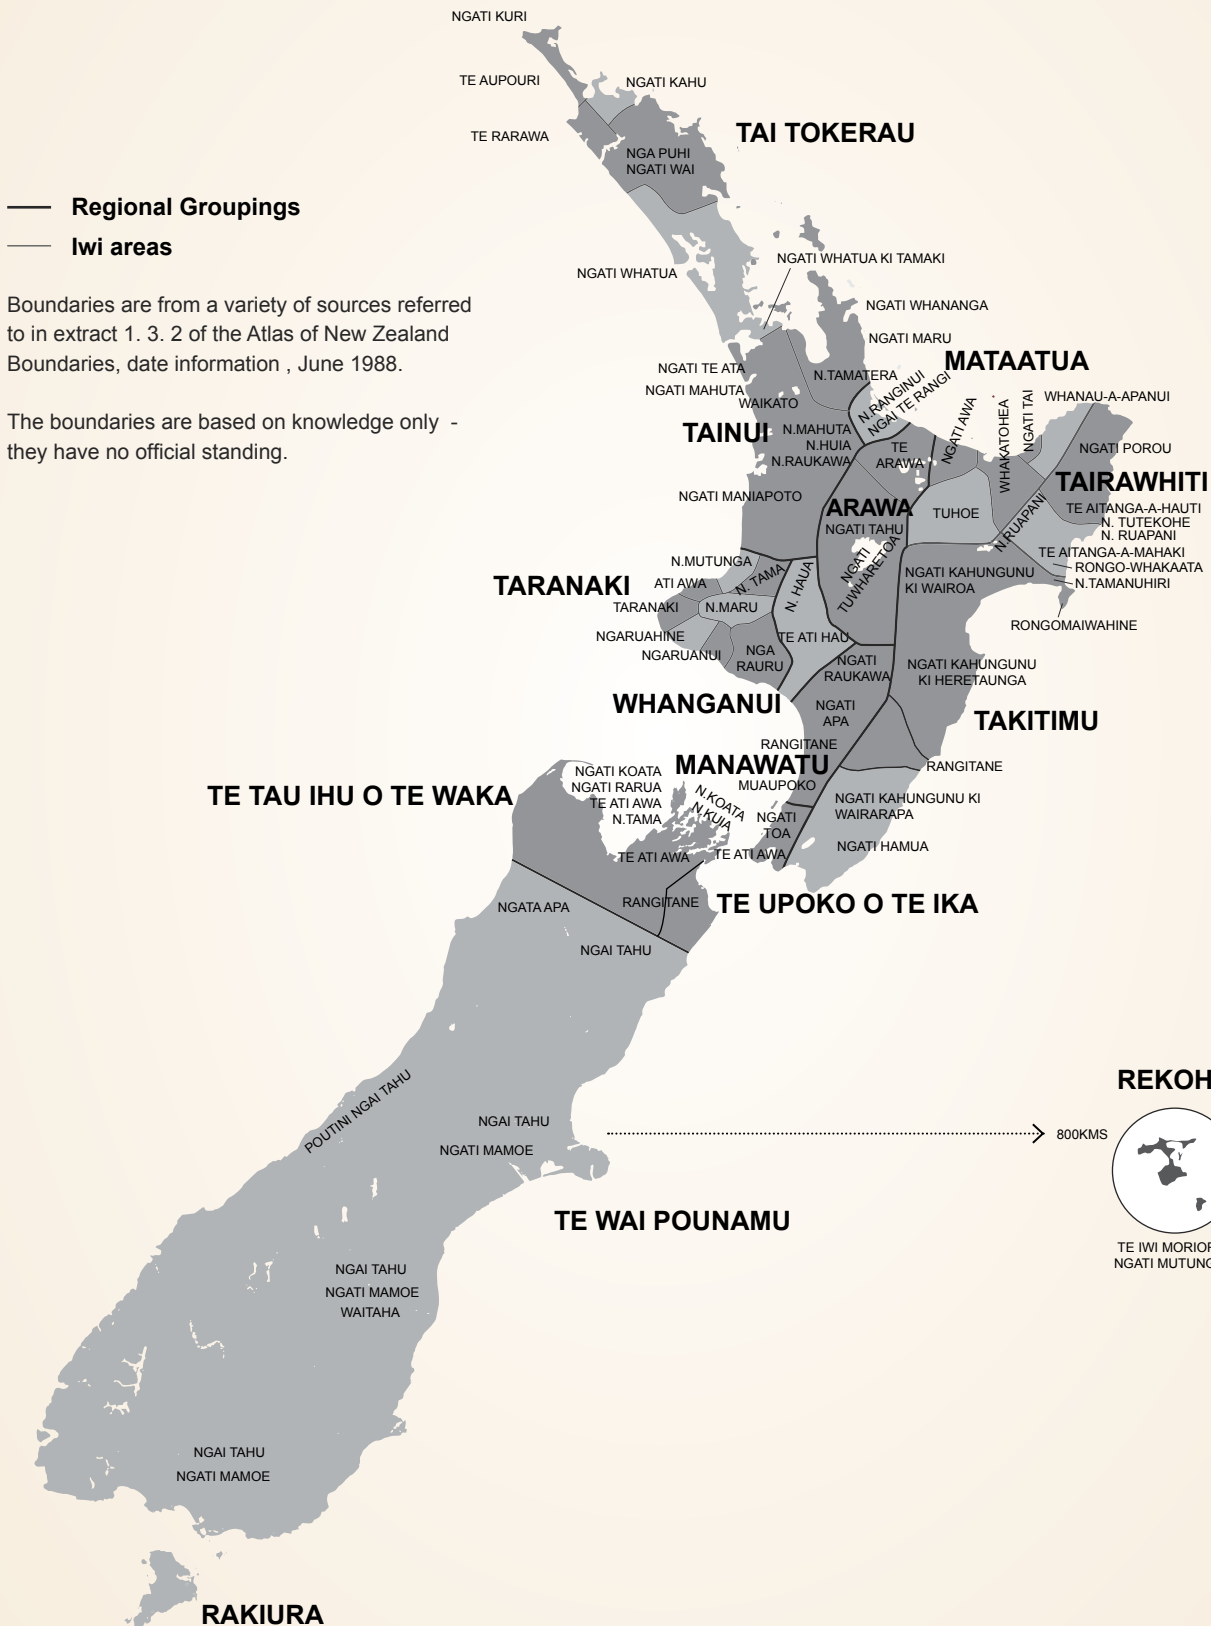 NGATI KURI
TE AUPOURI
NGATI KAHU
TE RARAWA
TAI TOKERAU
NGA PUHI
NGATI WAI
Regional Groupings
Iwi areas
Boundaries are from a variety of sources referred
to in extract 1. 3. 2 of the Atlas of New Zealand
Boundaries, date information , June 1988.
The boundaries are based on knowledge only -
they have no official standing.
NGATI WHATUA
NGATI WHATUA KI TAMAKI
NGATI WHANANGA
NGATI MARU
MATAATUA
NGATI TE ATA
NGATI MAHUTA
WAIKATO
N.TAMATERA
N.RANGINUI
NGAI TE RANGI
NGATI AWA
WHAKATOHEA
NGATI TAI
WHANAU-A-APANUI
TAINUI
N.MAHUTA
N.HUIA
N.RAUKAWA
TE
ARAWA
NGATI POROU
TAIRAWHITI
NGATI MANIAPOTO
ARAWA
NGATI TAHU
TUHOE
N.RUAPANI
TE AITANGA-A-HAUTI
N. TUTEKOHE
N. RUAPANI
TE AITANGA-A-MAHAKI
RONGO-WHAKAATA
N.TAMANUHIRI
NGATI
TUWHARETOAU
NGATI KAHUNGUNU
KI WAIROA
RONGOMAIWAHINE
N.MUTUNGA
TARANAKI
ATI AWA
N. TAMA
N. HAUA
TARANAKI
N.MARU
NGARUAHINE
NGARUANUI
NGA
RAURU
TE ATI HAU
NGATI
RAUKAWA
NGATI KAHUNGUNU
KI HERETAUNGA
WHANGANUI
NGATI
APA
TAKITIMU
RANGITANE
MANAWATU
RANGITANE
MUAUPOKO
TE TAU IHU O TE WAKA
NGATI KOATA
NGATI RARUA
TE ATI AWA
N.TAMA
N.KOATA
N.KUIA
NGATI KAHUNGUNU KI
WAIRARAPA
NGATI
TOA
NGATI HAMUA
TE ATI AWA
TE ATI AWA
RANGITANE
TE UPOKO O TE IKA
NGATA APA
NGAI TAHU
POUTINI NGAI TAHU
NGAI TAHU
NGATI MAMOE
REKOH
800KMS
TE IWI MORIOR
NGATI MUTUNG
TE WAI POUNAMU
NGAI TAHU
NGATI MAMOE
WAITAHA
NGAI TAHU
NGATI MAMOE
RAKIURA